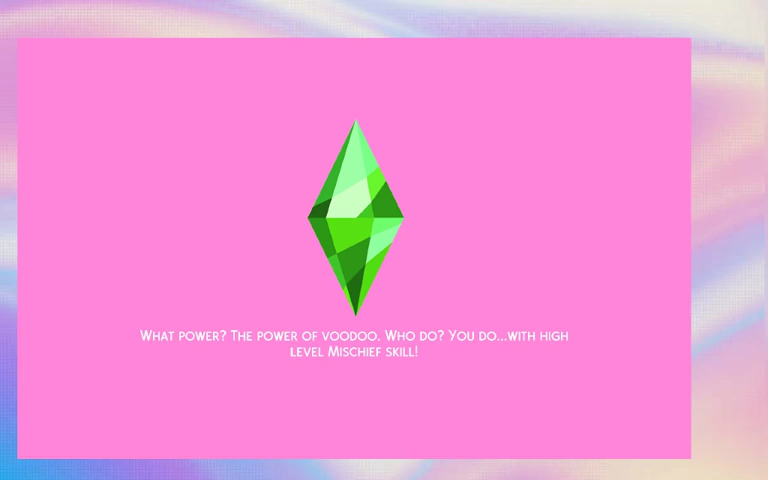 What power? The power of voodoo. Who do? You do...with high
level Mischief skill!